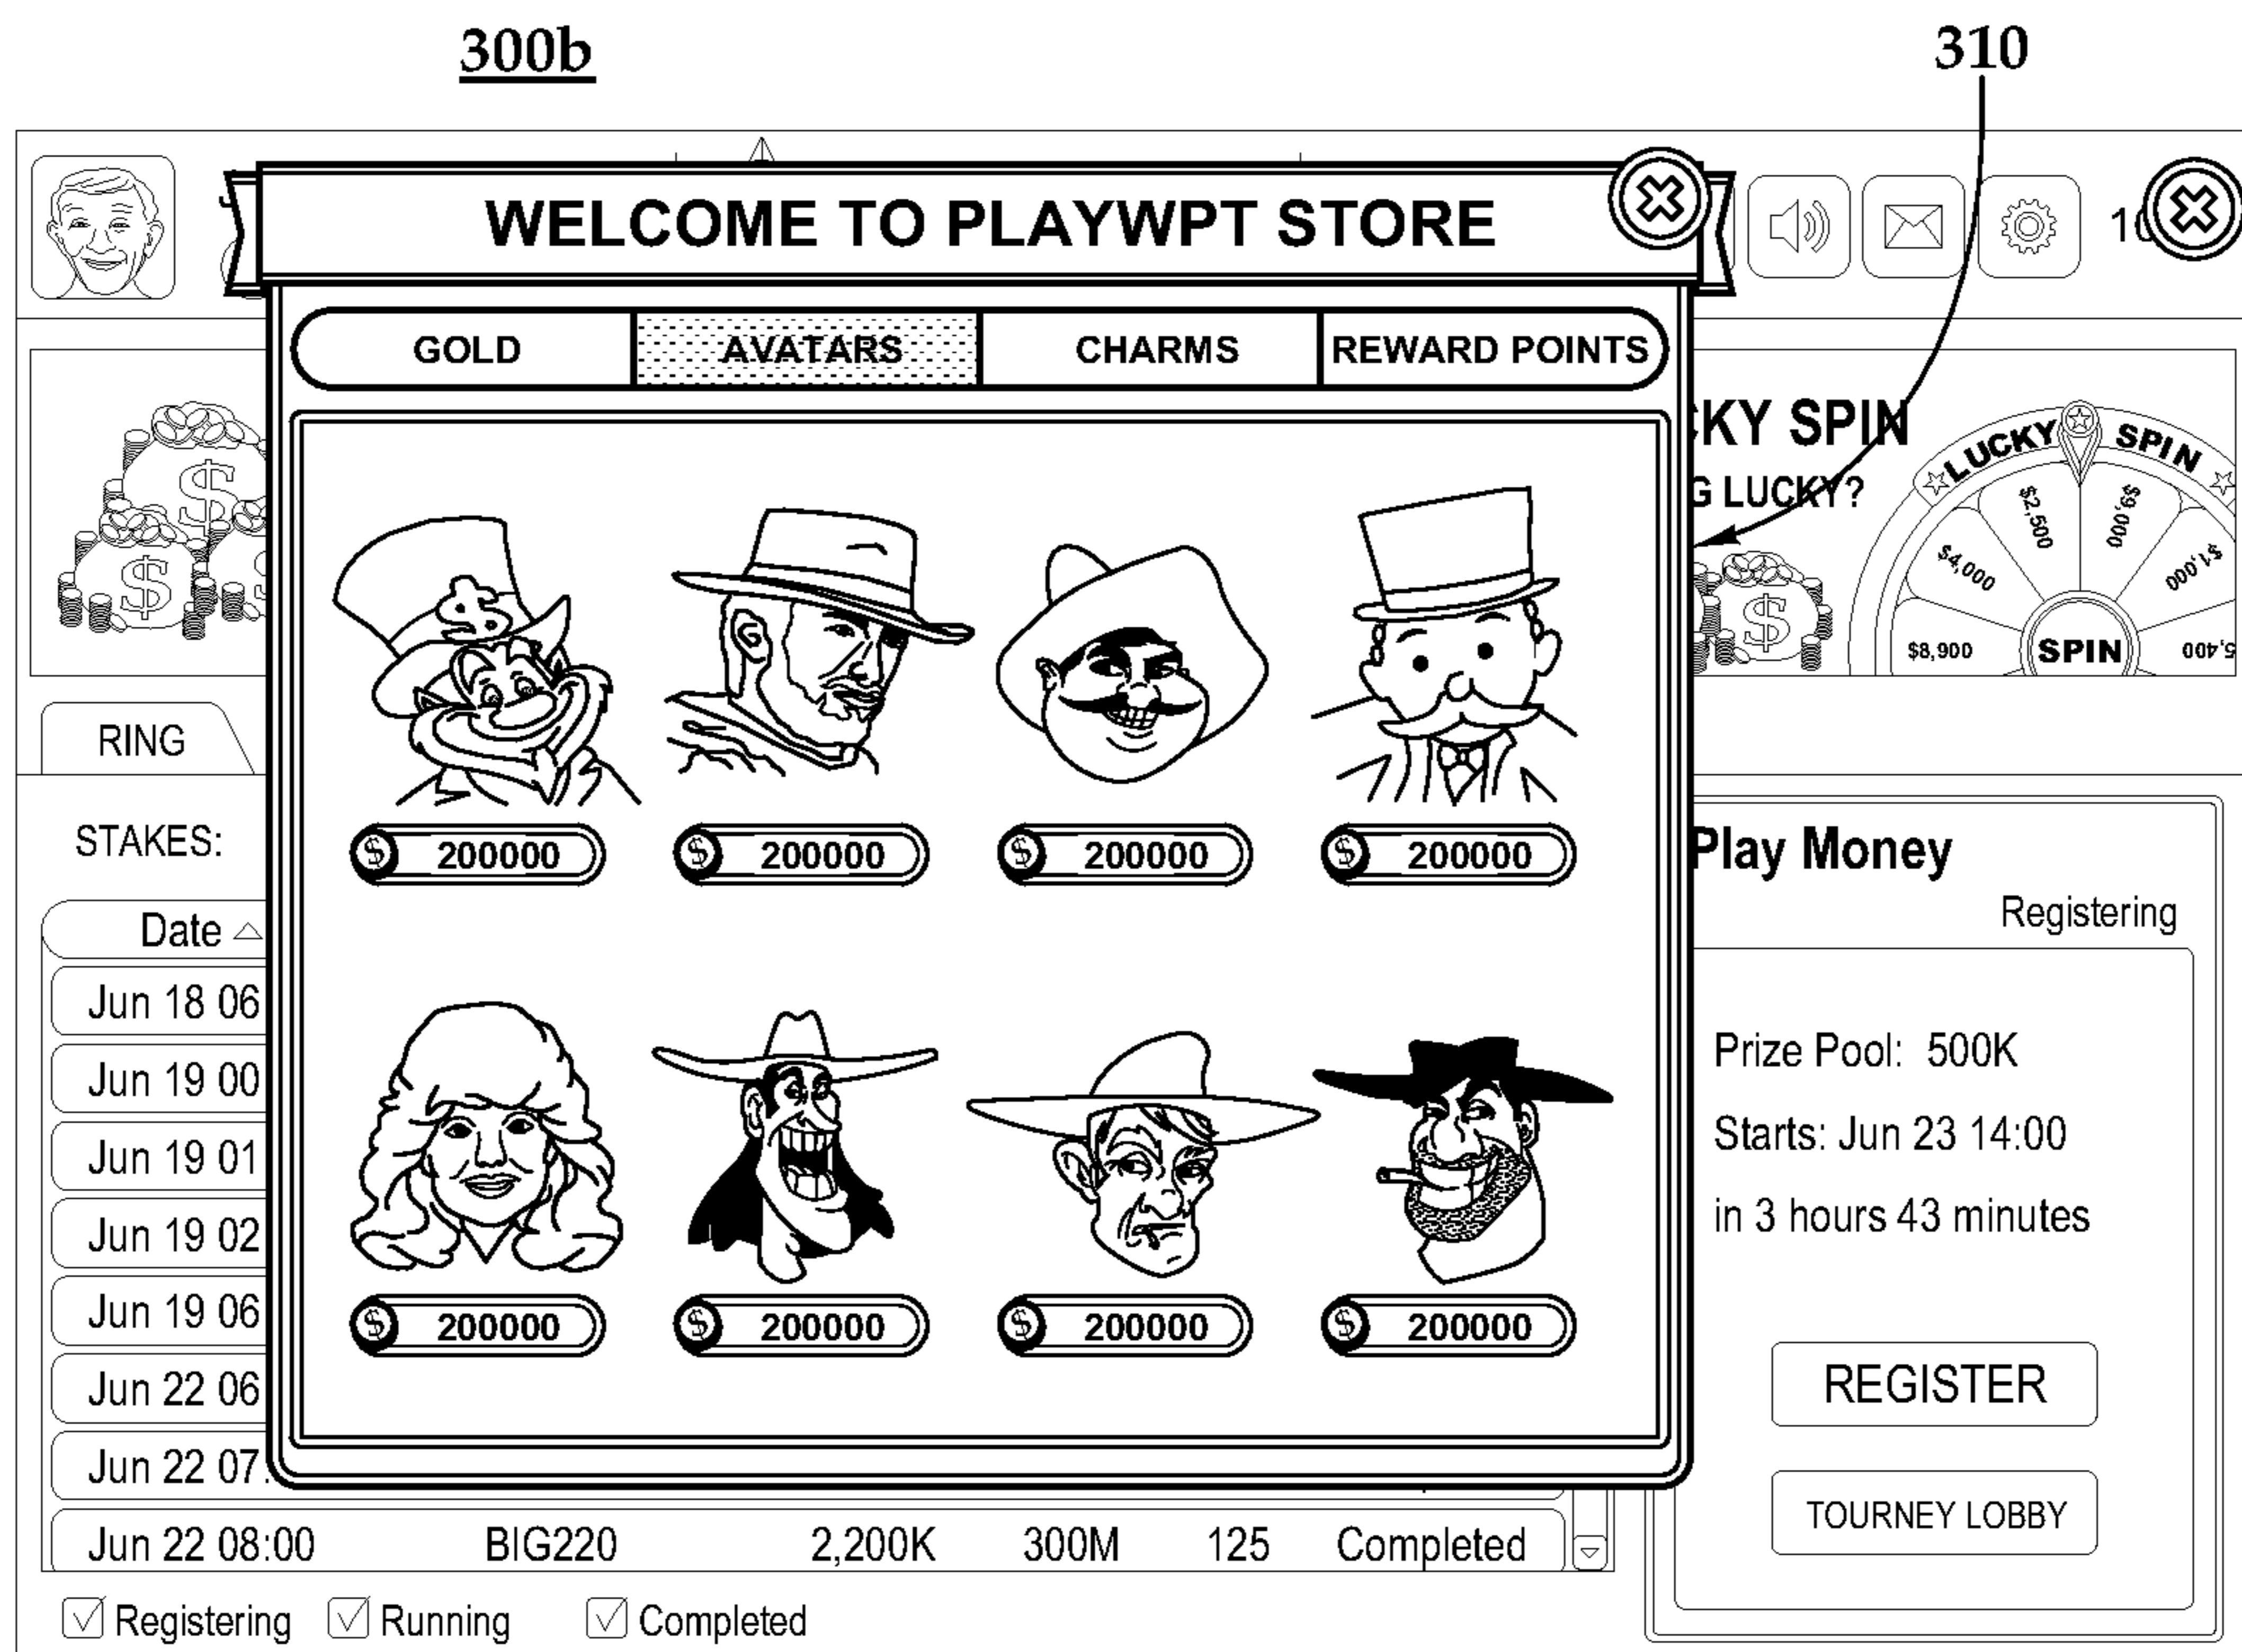 300b
310
WELCOME TO PLAYWPT STORE
GOLD AVATARS CHARMS REWARD POINTS
KY SPIN
G LUCKY?
LUCKY SPIN
$8,900 $4,000 $2,500 $9,000 $1,000 5,400
SPIN
$ $ $
RING
STAKES:
$ 200000 $ 200000 $ 200000 $ 200000
Play Money
Registering
Date
Jun 18 06
Jun 19 00
Jun 19 01
Jun 19 02
Jun 19 06
Jun 22 06
Jun 22 07
Prize Pool: 500K
Starts: Jun 23 14:00
in 3 hours 43 minutes
$ 200000 $ 200000 $ 200000 $ 200000
REGISTER
TOURNEY LOBBY
Jun 22 08:00 BIG220 2,200K 300M 125 Completed
Registering Running Completed